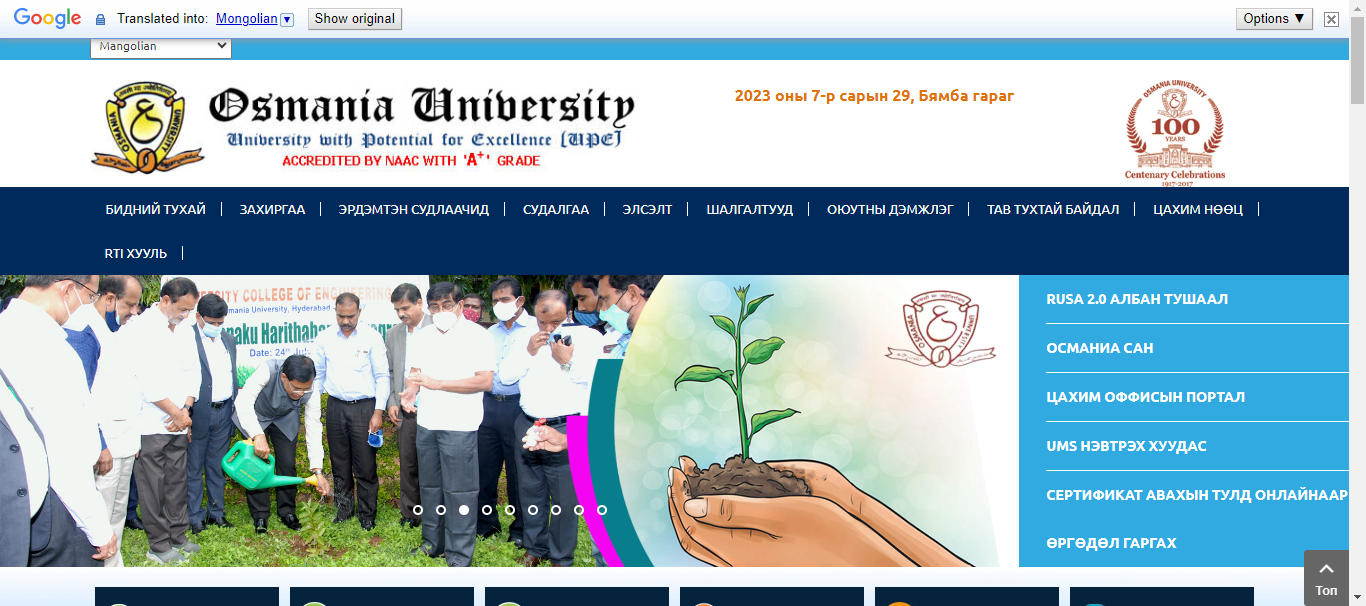 Google Translated into: Mongolian Show original Options ▼
Mangolian
Osmania University
University with Potential for Excellence [UPE]
ACCREDITED BY NAAC WITH 'A+' GRADE
2023 оны 7-р сарын 29, Бямба гараг
OSMANIA UNIVERSITY
100
YEARS
Centenary Celebrations
1917-2017
OSMANIA UNIVERSITY
БИДНИЙ ТУХАЙ
ЗАХИРГАА
ЭРДЭМТЭН СУДЛААЧИД
СУДАЛГАА
ЭЛСЭЛТ
ШАЛГАЛТУУД
ОЮУТНЫ ДЭМЖЛЭГ
ТАВ ТУХТАЙ БАЙДАЛ
ЦАХИМ НӨӨЦ
RTI ХУУЛЬ
ERSITY COLLEGE OF ENGINEERING
mania University, Hyderabad
Date: 24th
RUSA 2.0 АЛБАН ТУШААЛ
ОСМАНИА САН
ЦАХИМ ОФФИСЫН ПОРТАЛ
UMS НЭВТРЭХ ХУУДАС
СЕРТИФИКАТ АВАХЫН ТУЛД ОНЛАЙНААР
ӨРГӨДӨЛ ГАРГАХ
Топ